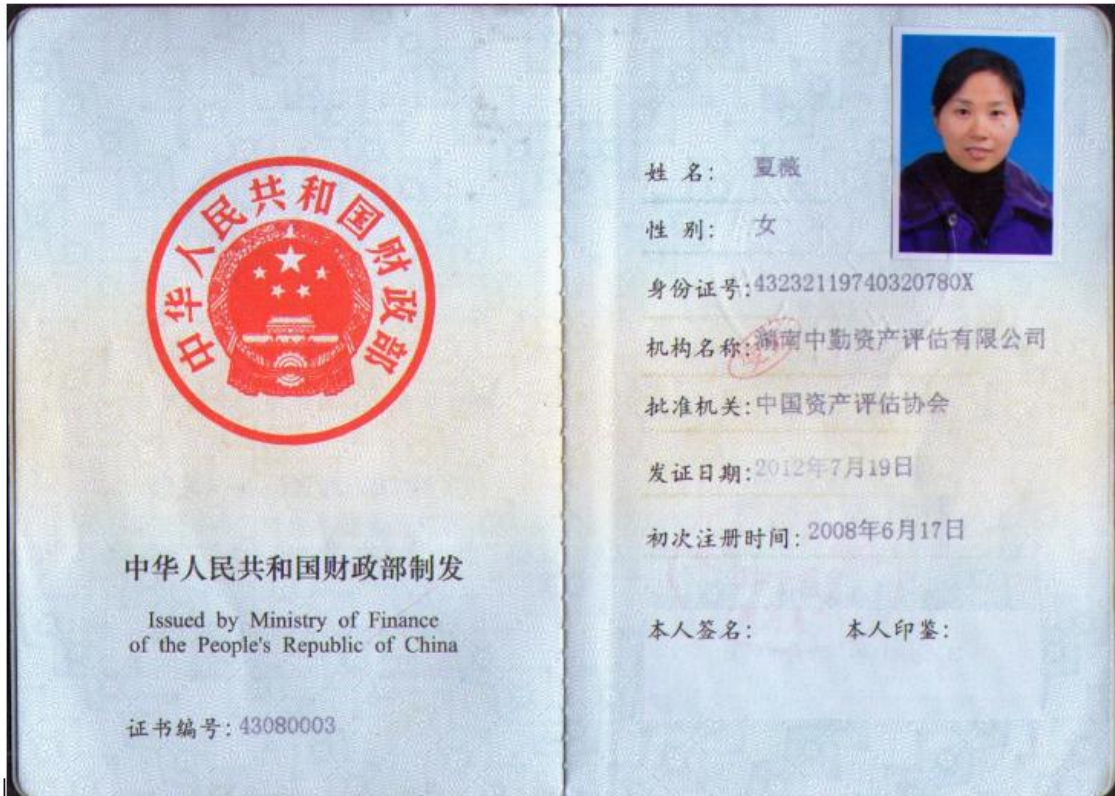 中华人民共和国财政部
中华人民共和国财政部制发
Issued by Ministry of Finance
of the People's Republic of China
证书编号: 43080003
姓名: 夏薇
性别: 女
身份证号: 43232119740320780X
机构名称: 湖南中勤资产评估有限公司
批准机关: 中国资产评估协会
发证日期: 2012年7月19日
初次注册时间: 2008年6月17日
本人签名: 本人印鉴: